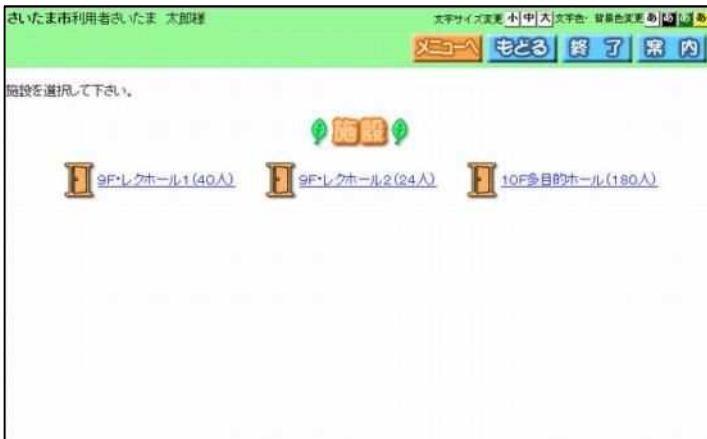 さいたま市利用者さいたま 太郎様
文字サイズ変更 小 中 大 文字色・背景色変更 あ あ あ あ
メニューへ もどる 終了 案内
施設を選択して下さい。
施設
9F・レクホール1(40人) 9F・レクホール2(24人) 10F多目的ホール(180人)